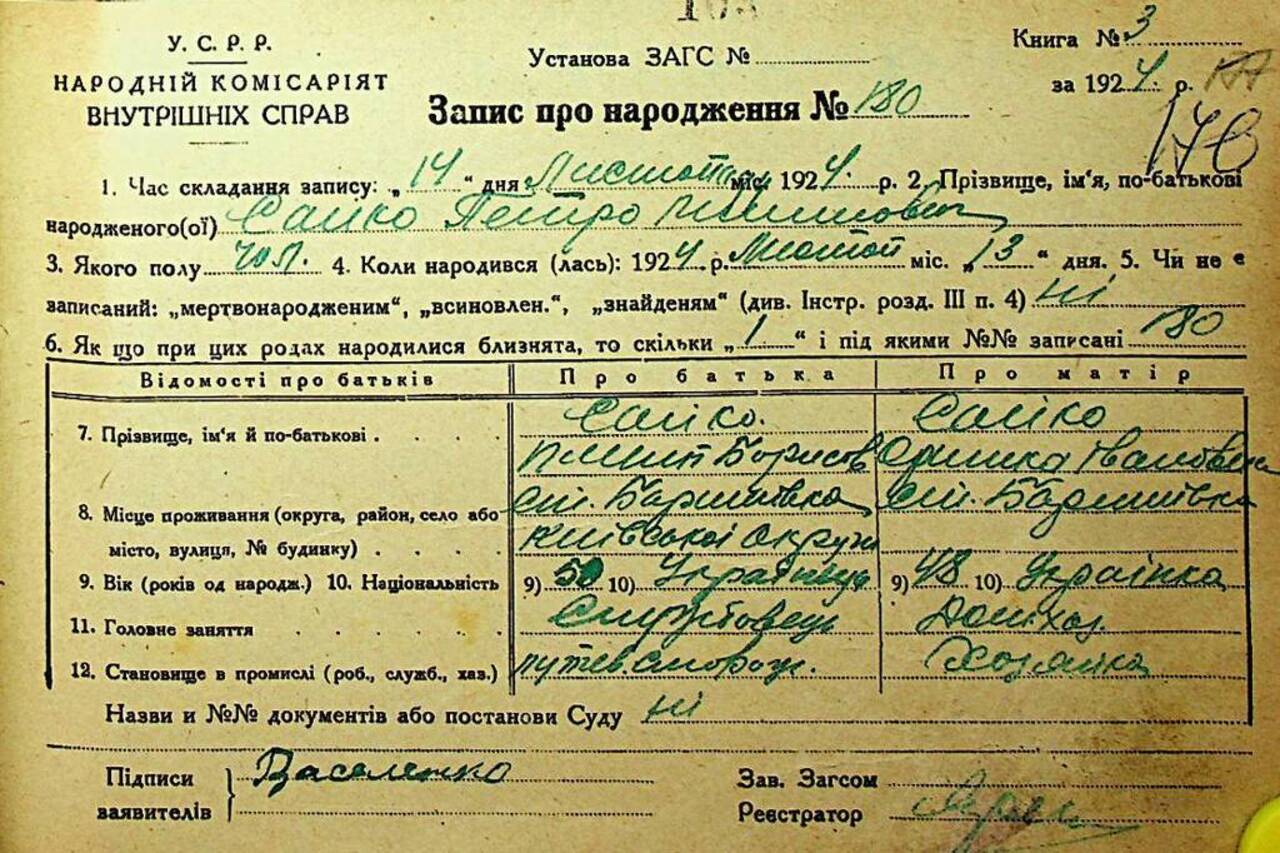 У. С. Р. Р.
НАРОДНІЙ КОМІСАРІЯТ
ВНУТРІШНІХ СПРАВ
Установа ЗАГС №
Книга № 3
за 1924 р.
Запис про народження № 180
1. Час складання запису: „ 14 “ дня Листопад міс. 1924 р. 2. Прізвище, ім'я, по-батькові
народженого(ої) Сайко Петро
3. Якого полу чол. 4. Коли народився (лась): 1924 р. Листоп міс. „ 13 “ дня. 5. Чи не є
записаний: „мертвонародженим“, „всиновлен.“, „знайденям“ (див. Інстр. розд. III п. 4) ні
6. Як що при цих родах народилися близнята, то скільки „ 1 “ і під якими №№ записані 180
Відомості про батьків Про батька Про матір
7. Прізвище, ім'я й по-батькові . . . . Сайко. Сайко
Борисов
8. Місце проживання (округа, район, село або ст. Баришівка ст. Баришівка
місто, вулиця, № будинку) . . . . Київської Округи
9. Вік (років од народж.) 10. Національність 9) 50 10) Українець 9) 48 10) Українка
11. Головне заняття . . . . . . Домхоз.
12. Становище в промислі (роб., служб., хаз.) Хозяйка
Назви и №№ документів або постанови Суду ні
Підписи
заявителів
Василенко
Зав. Загсом
Реєстратор